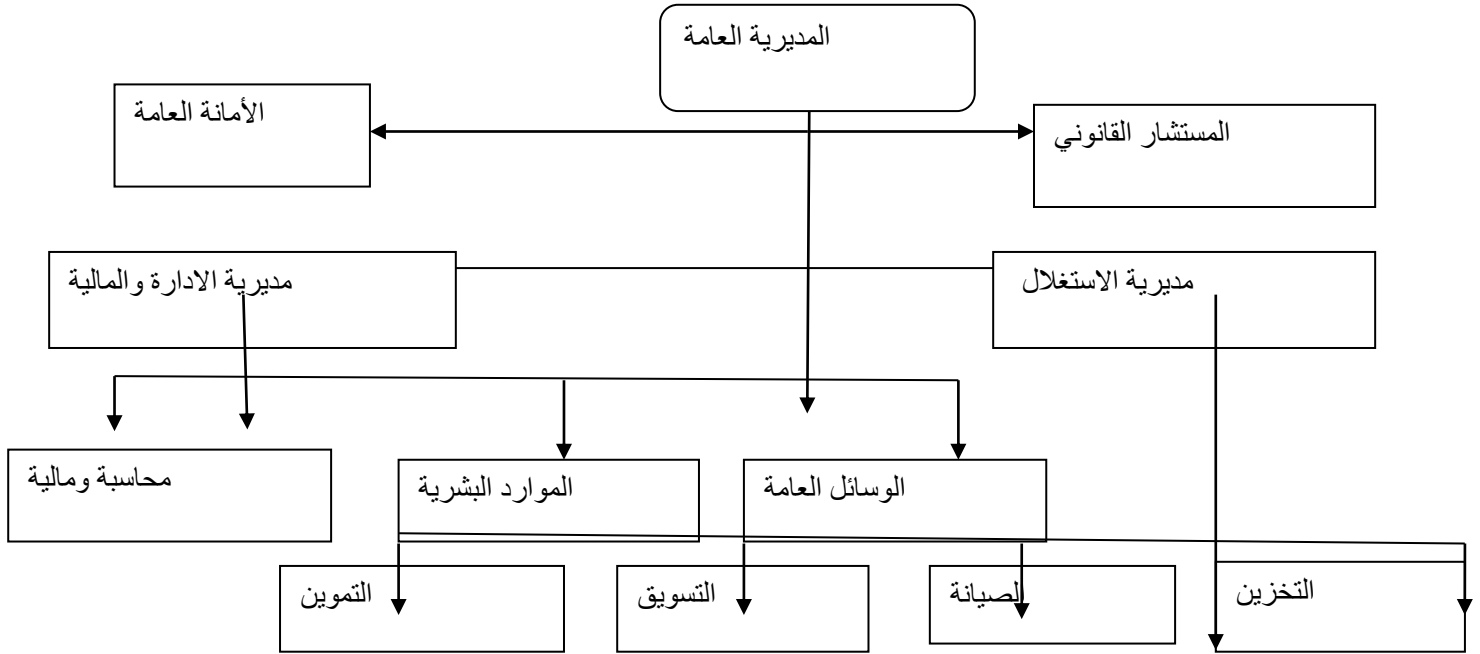 المديرية العامة
الأمانة العامة
المستشار القانوني
مديرية الاستغلال
مديرية الادارة والمالية
الوسائل العامة
الموارد البشرية
محاسبة ومالية
التخزين
الصيانة
التسويق
التموين